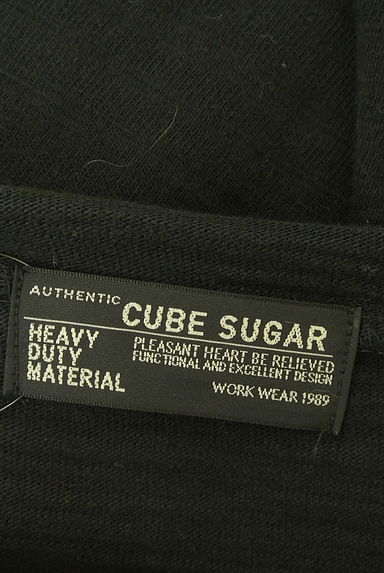 AUTHENTIC CUBE SUGAR
HEAVY
DUTY
MATERIAL
PLEASANT HEART BE RELIEVED
FUNCTIONAL AND EXCELLENT DESIGN
WORK WEAR 1989